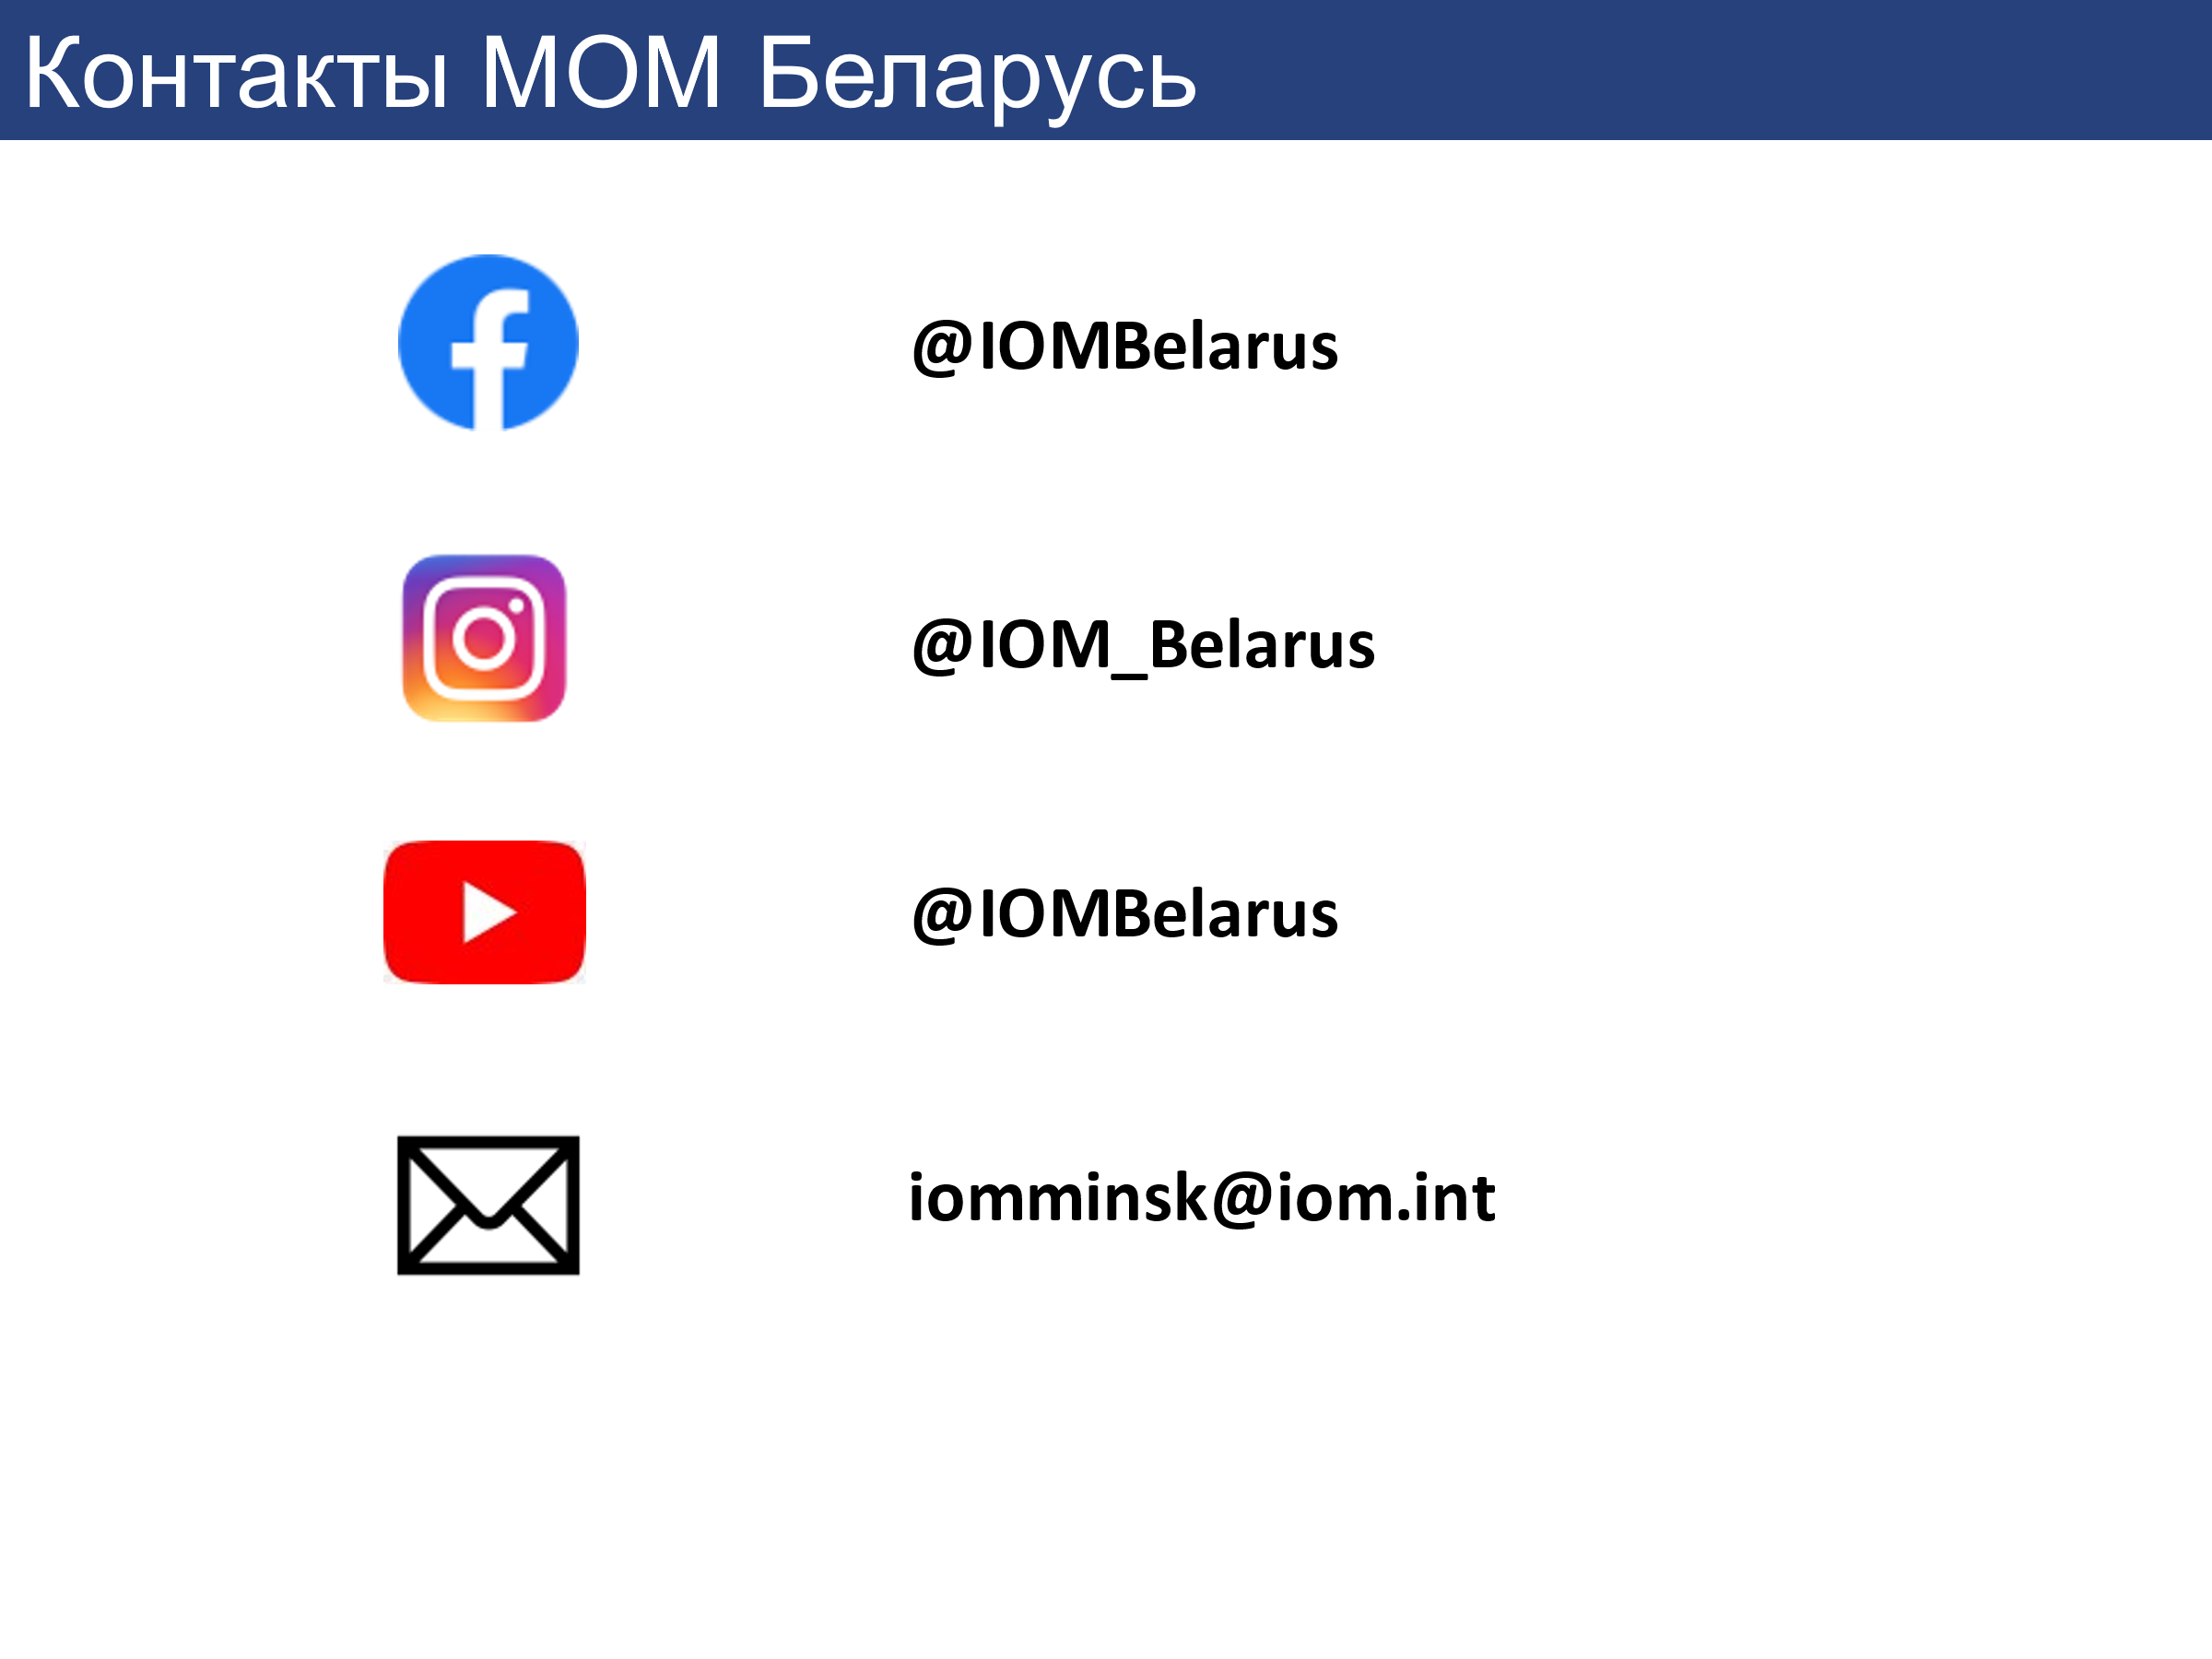 Контакты МОМ Беларусь
@IOMBelarus
@IOM_Belarus
@IOMBelarus
iomminsk@iom.int